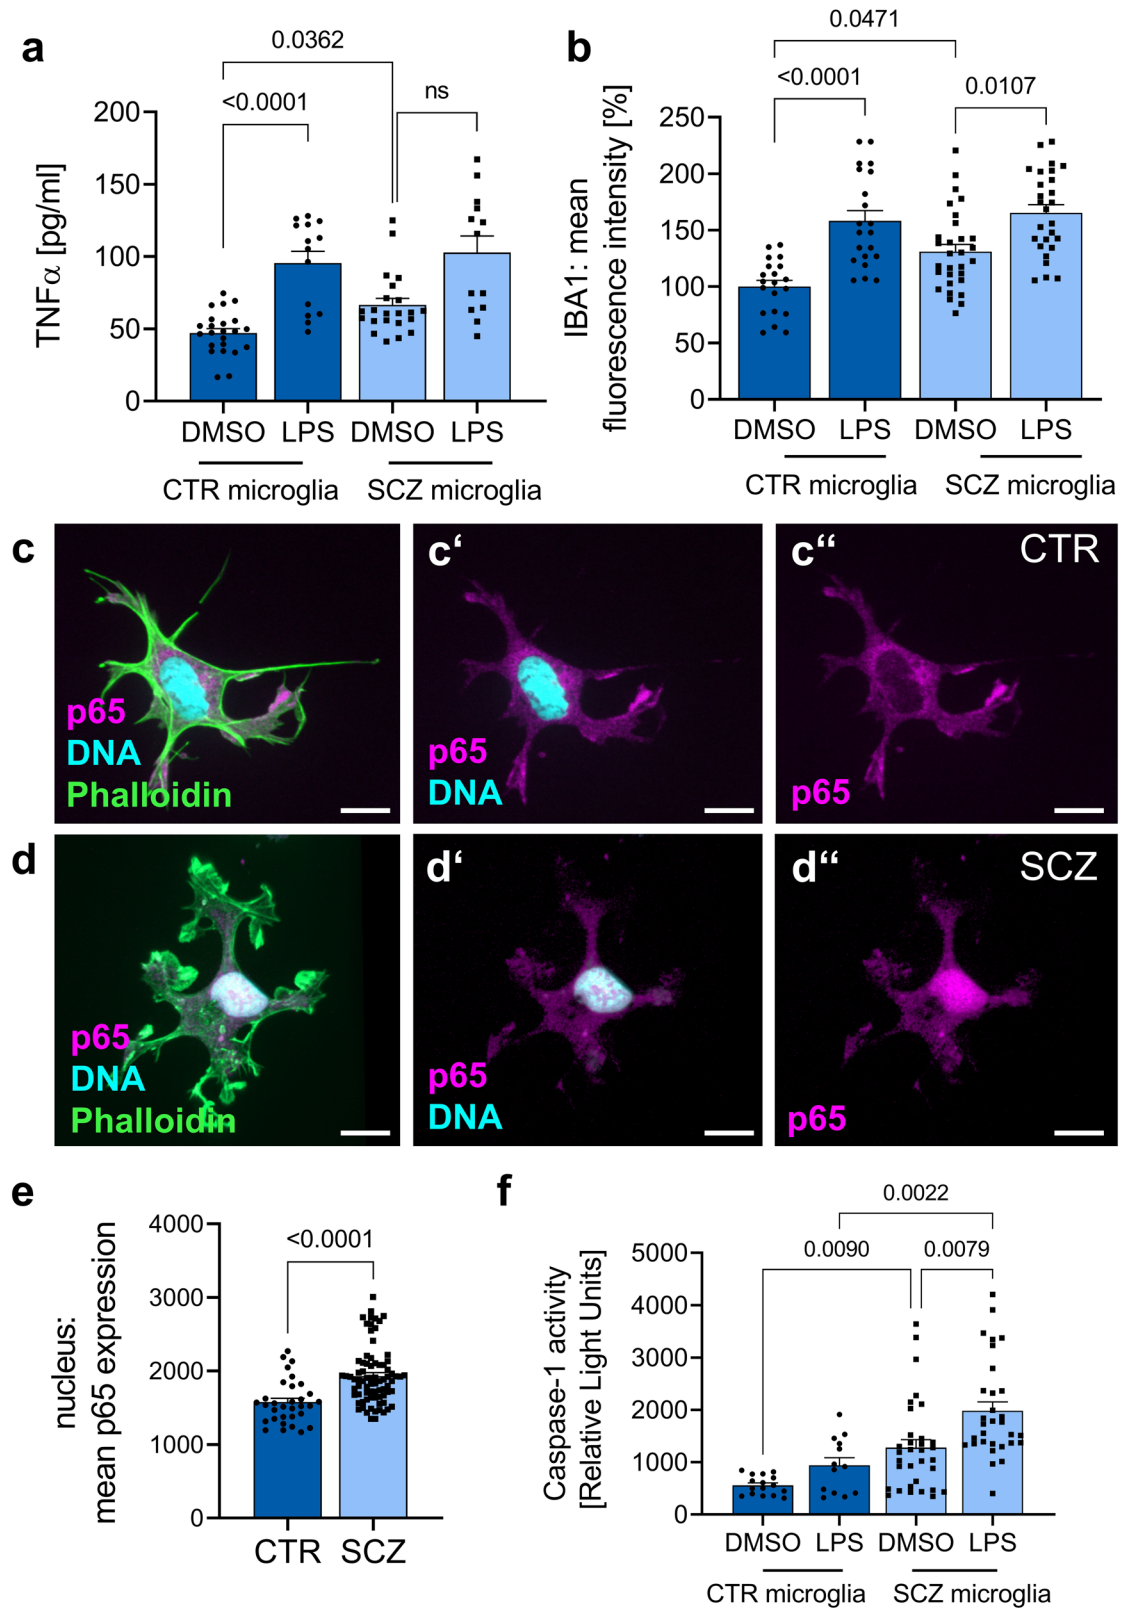 a
0.0362
<0.0001
ns
TNFα [pg/ml]
200
150
100
50
0
DMSO LPS DMSO LPS
CTR microglia SCZ microglia
b
0.0471
<0.0001
0.0107
IBA1: mean
fluorescence intensity [%]
250
200
150
100
50
0
DMSO LPS DMSO LPS
CTR microglia SCZ microglia
c
p65
DNA
Phalloidin
c‘
p65
DNA
c‘‘
CTR
p65
d
p65
DNA
Phalloidin
d‘
p65
DNA
d‘‘
SCZ
p65
e
<0.0001
nucleus:
mean p65 expression
4000
3000
2000
1000
0
CTR SCZ
f
0.0022
0.0090
0.0079
Caspase-1 activity
[Relative Light Units]
5000
4000
3000
2000
1000
0
DMSO LPS DMSO LPS
CTR microglia SCZ microglia